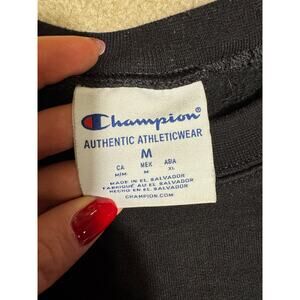 Champion
AUTHENTIC ATHLETICWEAR
M
CA MEX ASIA
M/M M XL
MADE IN EL SALVADOR
FABRIQUÉ AU EL SALVADOR
HECHO EN EL SALVADOR
CHAMPION.COM